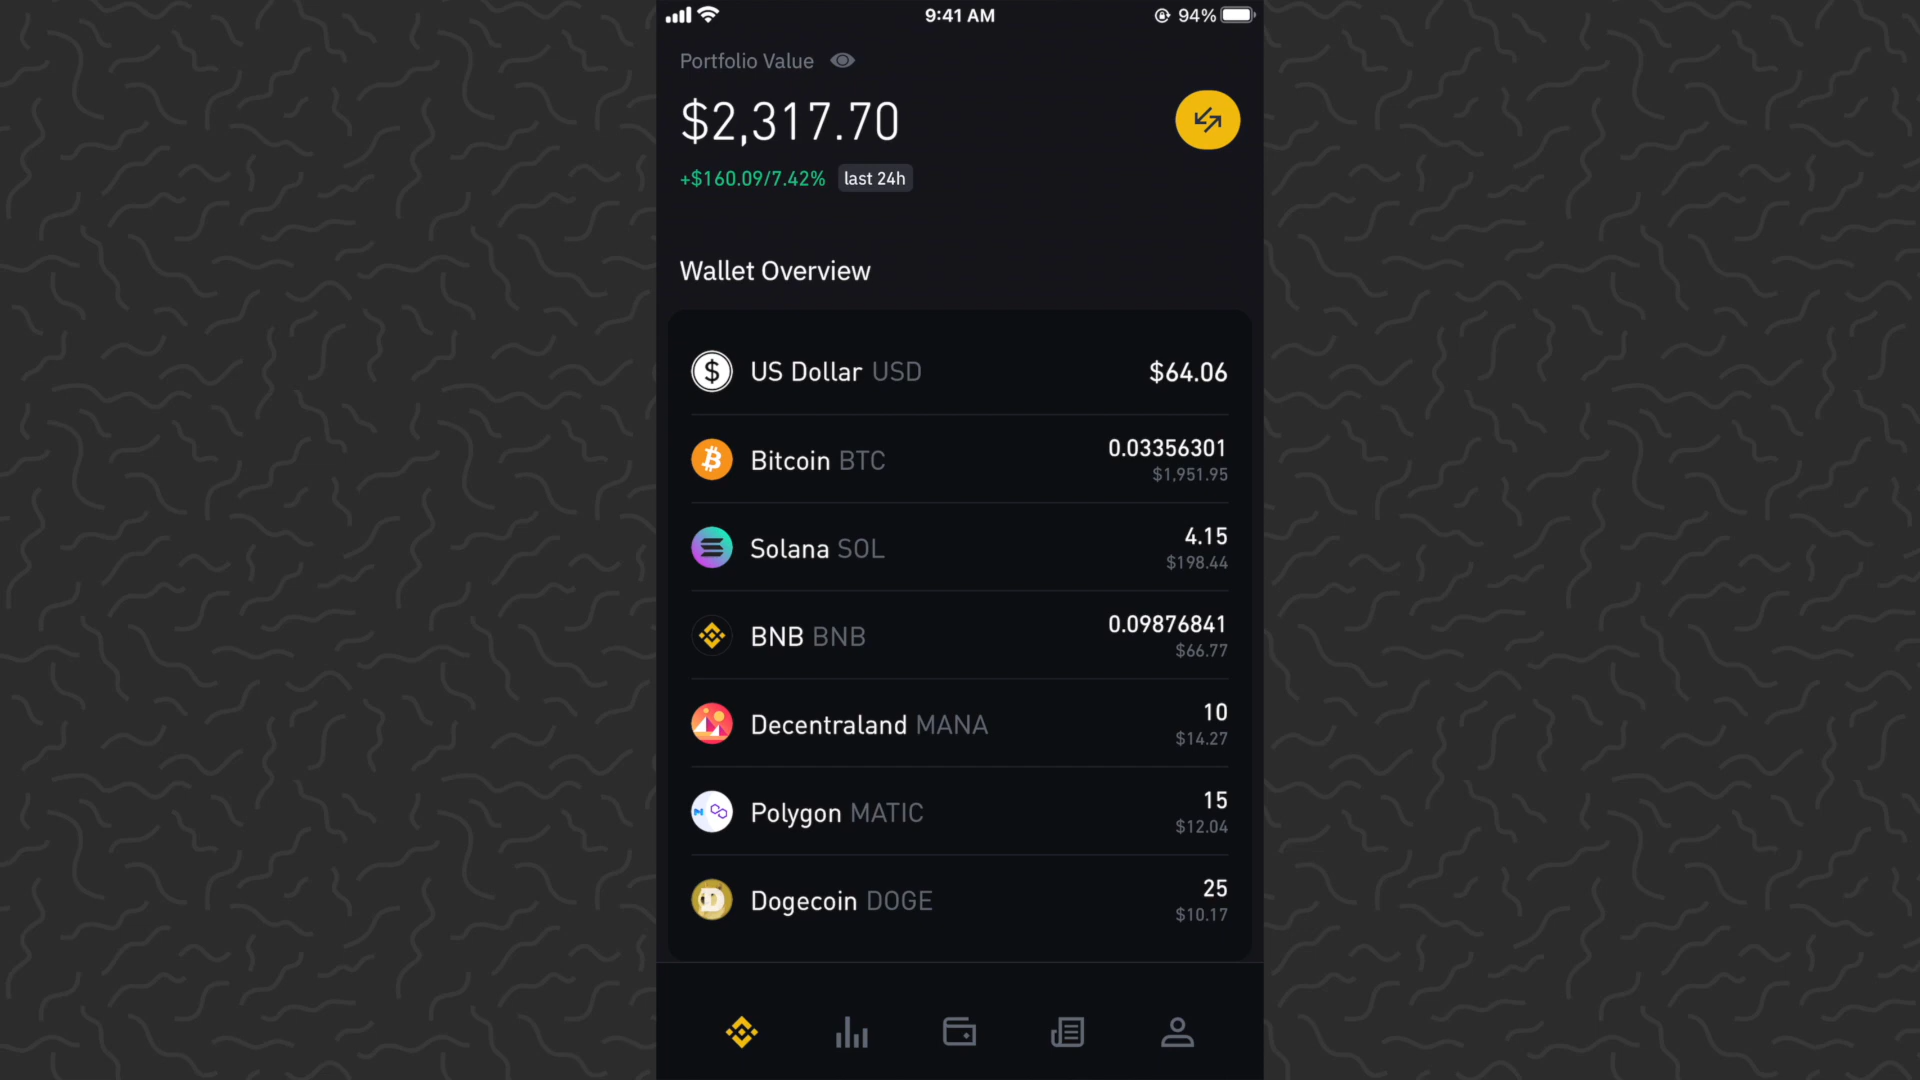 9:41 AM
94%
Portfolio Value
$2,317.70
+$160.09/7.42% last 24h
Wallet Overview
US Dollar USD $64.06
Bitcoin BTC 0.03356301
$1,951.95
Solana SOL 4.15
$198.44
BNB BNB 0.09876841
$66.77
Decentraland MANA 10
$14.27
Polygon MATIC 15
$12.04
Dogecoin DOGE 25
$10.17